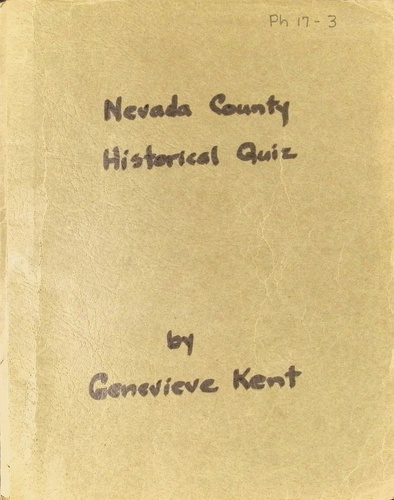 Ph 17-3
Nevada County
Historical Quiz
by
Genevieve Kent